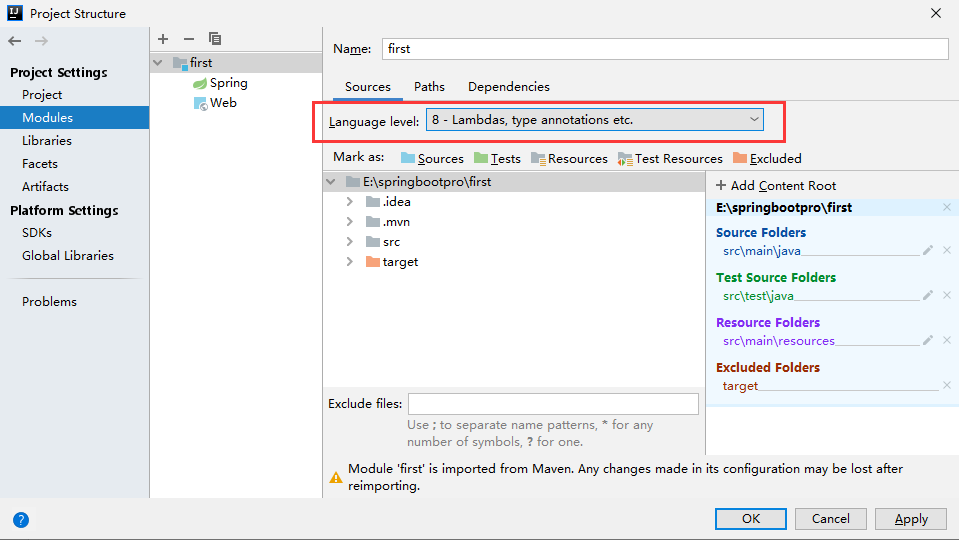 Project Structure
Project Settings
Project
Modules
Libraries
Facets
Artifacts
Platform Settings
SDKs
Global Libraries
Problems
first
Spring
Web
Name: first
Sources Paths Dependencies
Language level: 8 - Lambdas, type annotations etc.
Mark as: Sources Tests Resources Test Resources Excluded
E:\springbootpro\first
.idea
.mvn
src
target
+ Add Content Root
E:\springbootpro\first
Source Folders
src\main\java
Test Source Folders
src\test\java
Resource Folders
src\main\resources
Excluded Folders
target
Exclude files:
Use ; to separate name patterns, * for any
number of symbols, ? for one.
Module 'first' is imported from Maven. Any changes made in its configuration may be lost after
reimporting.
? OK Cancel Apply